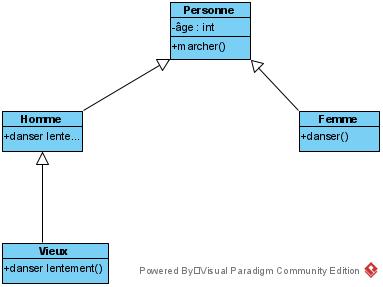 Personne
-âge : int
+marcher()
Homme
+danser lente...
Femme
+danser()
Vieux
+danser lentement()
Powered By□Visual Paradigm Community Edition